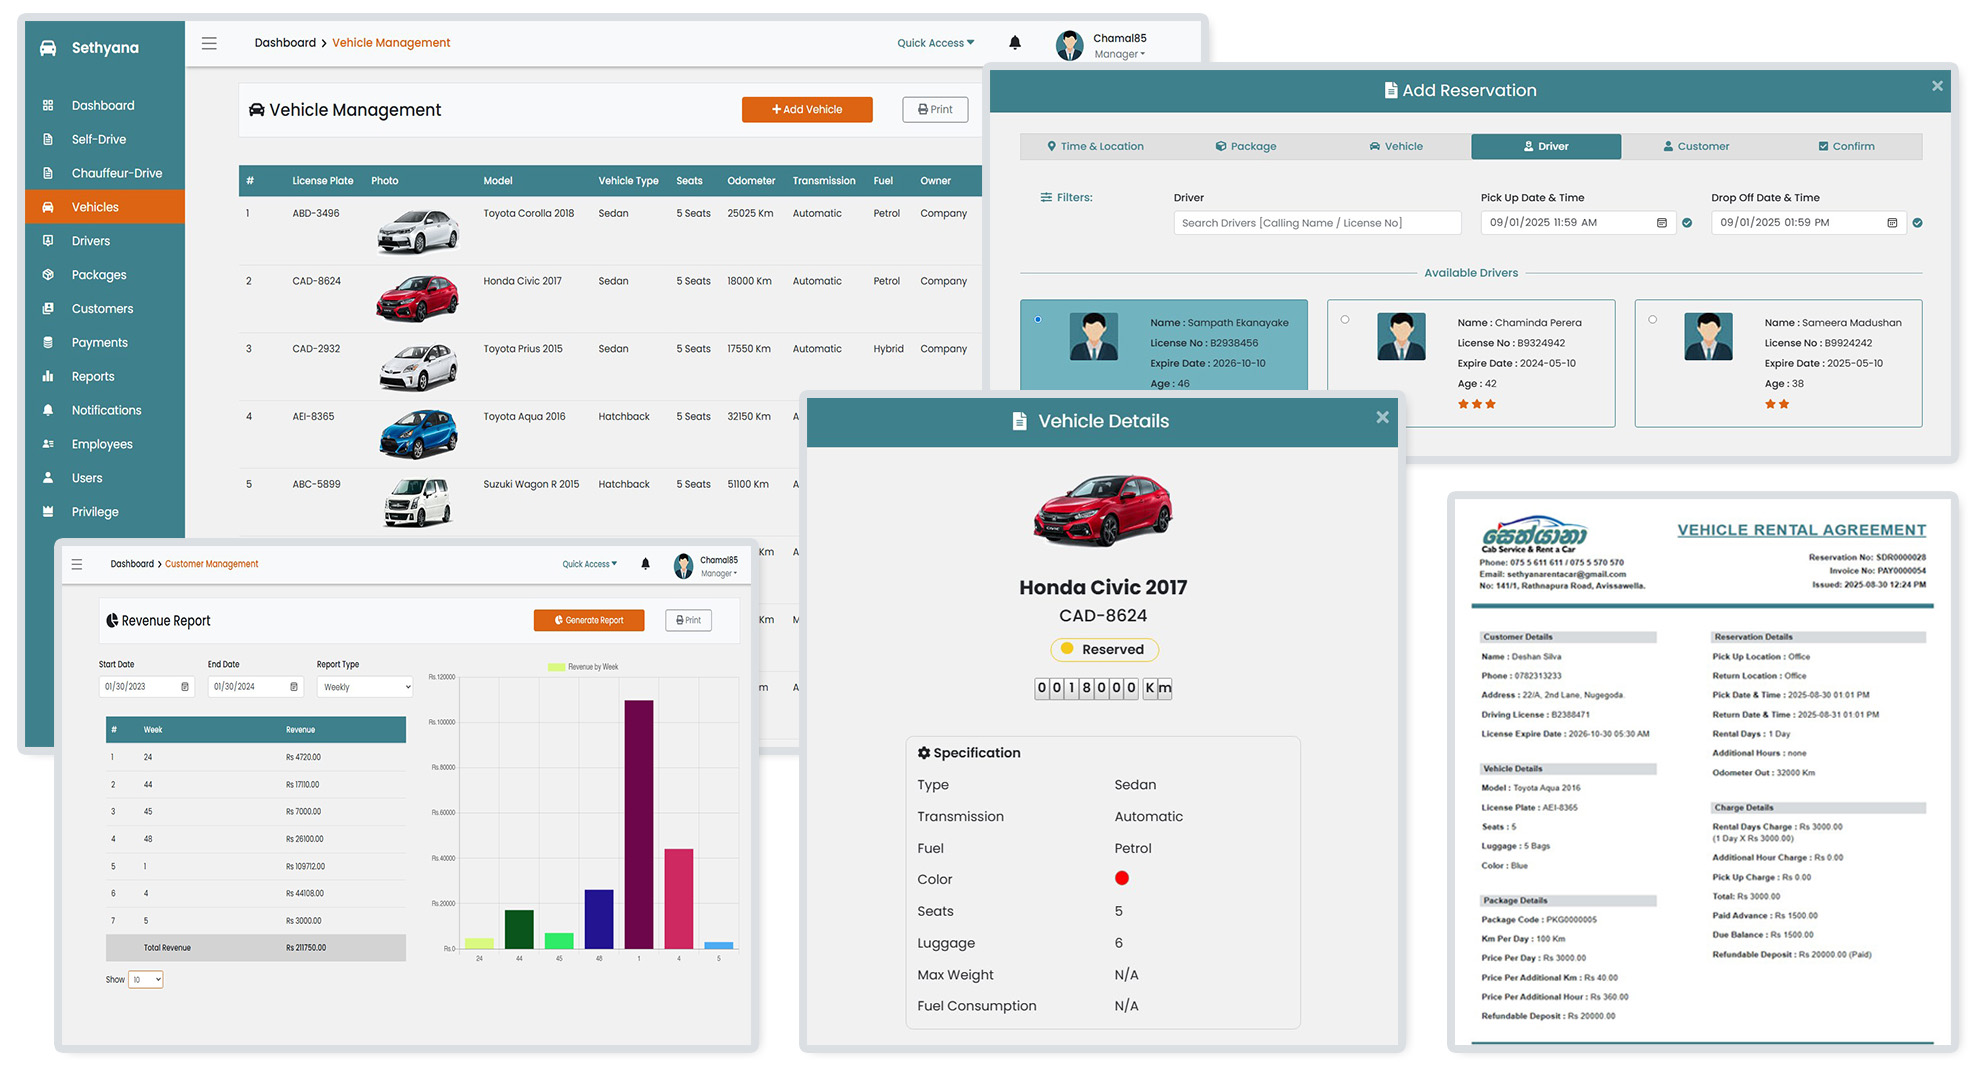 Sethyana
Dashboard
Self-Drive
Chauffeur-Drive
Vehicles
Drivers
Packages
Customers
Payments
Reports
Notifications
Employees
Users
Privilege
Dashboard > Vehicle Management
Quick Access
Chamal85
Manager
Vehicle Management
+ Add Vehicle
Print
# License Plate Photo Model Vehicle Type Seats Odometer Transmission Fuel Owner
1 ABD-3496 Toyota Corolla 2018 Sedan 5 Seats 25025 Km Automatic Petrol Company
2 CAD-8624 Honda Civic 2017 Sedan 5 Seats 18000 Km Automatic Petrol Company
3 CAD-2932 Toyota Prius 2015 Sedan 5 Seats 17550 Km Automatic Hybrid Company
4 AEI-8365 Toyota Aqua 2016 Hatchback 5 Seats 32150 Km A
5 ABC-5899 Suzuki Wagon R 2015 Hatchback 5 Seats 51100 Km A
Km A
Km M
m A
Add Reservation
Time & Location Package Vehicle Driver Customer Confirm
Filters:
Driver
Search Drivers [Calling Name / License No]
Pick Up Date & Time
09/01/2025 11:59 AM
Drop Off Date & Time
09/01/2025 01:59 PM
Available Drivers
Name : Sampath Ekanayake
License No : B2938456
Expire Date : 2026-10-10
Age : 46
Name : Chaminda Perera
License No : B9324942
Expire Date : 2024-05-10
Age : 42
Name : Sameera Madushan
License No : B9924242
Expire Date : 2025-05-10
Age : 38
Dashboard > Customer Management
Quick Access
Chamal85
Manager
Revenue Report
Generate Report
Print
Start Date
01/30/2023
End Date
01/30/2024
Report Type
Weekly
# Week Revenue
1 24 Rs 4720.00
2 44 Rs 17110.00
3 45 Rs 7000.00
4 48 Rs 26100.00
5 1 Rs 109712.00
6 4 Rs 44108.00
7 5 Rs 3000.00
Total Revenue Rs 211750.00
Show 10
Revenue by Week
Rs.120000
Rs.100000
Rs.80000
Rs.60000
Rs.40000
Rs.20000
Rs.0
24 44 45 48 1 4 5
Vehicle Details
CIVIC
Honda Civic 2017
CAD-8624
Reserved
0018000 Km
Specification
Type Sedan
Transmission Automatic
Fuel Petrol
Color
Seats 5
Luggage 6
Max Weight N/A
Fuel Consumption N/A
සෙත්යානා
Cab Service & Rent a Car
Phone: 075 5 611 611 / 075 5 570 570
Email: sethyanarentacar@gmail.com
No: 141/1, Rathnapura Road, Avissawella.
VEHICLE RENTAL AGREEMENT
Reservation No: SDR0000028
Invoice No: PAY0000054
Issued: 2025-08-30 12:24 PM
Customer Details
Name : Deshan Silva
Phone : 0782313233
Address : 22/A, 2nd Lane, Nugegoda.
Driving License : B2388471
License Expire Date : 2026-10-30 05:30 AM
Vehicle Details
Model : Toyota Aqua 2016
License Plate : AEI-8365
Seats : 5
Luggage : 5 Bags
Color : Blue
Package Details
Package Code : PKG0000005
Km Per Day : 100 Km
Price Per Day : Rs 3000.00
Price Per Additional Km : Rs 40.00
Price Per Additional Hour : Rs 360.00
Refundable Deposit : Rs 20000.00
Reservation Details
Pick Up Location : Office
Return Location : Office
Pick Date & Time : 2025-08-30 01:01 PM
Return Date & Time : 2025-08-31 01:01 PM
Rental Days : 1 Day
Additional Hours : none
Odometer Out : 32000 Km
Charge Details
Rental Days Charge : Rs 3000.00
(1 Day X Rs 3000.00)
Additional Hour Charge : Rs 0.00
Pick Up Charge : Rs 0.00
Total: Rs 3000.00
Paid Advance : Rs 1500.00
Due Balance : Rs 1500.00
Refundable Deposit : Rs 20000.00 (Paid)